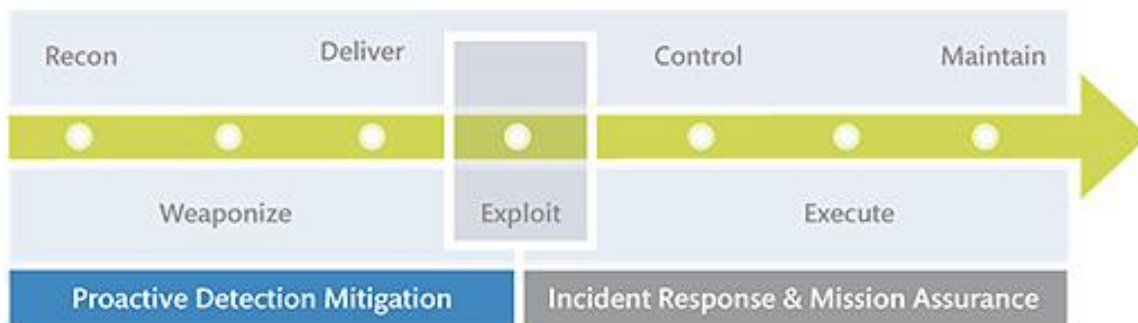 Recon
Deliver
Control
Maintain
Weaponize
Exploit
Execute
Proactive Detection Mitigation
Incident Response & Mission Assurance